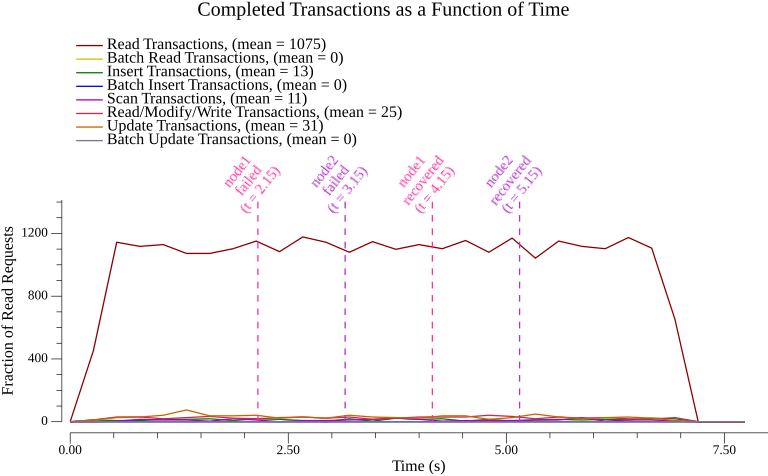 Completed Transactions as a Function of Time
Read Transactions, (mean = 1075)
Batch Read Transactions, (mean = 0)
Insert Transactions, (mean = 13)
Batch Insert Transactions, (mean = 0)
Scan Transactions, (mean = 11)
Read/Modify/Write Transactions, (mean = 25)
Update Transactions, (mean = 31)
Batch Update Transactions, (mean = 0)
node1
failed
(t = 2.15)
node2
failed
(t = 3.15)
node1
recovered
(t = 4.15)
node2
recovered
(t = 5.15)
Fraction of Read Requests
1200
800
400
0
0.00
2.50
5.00
7.50
Time (s)